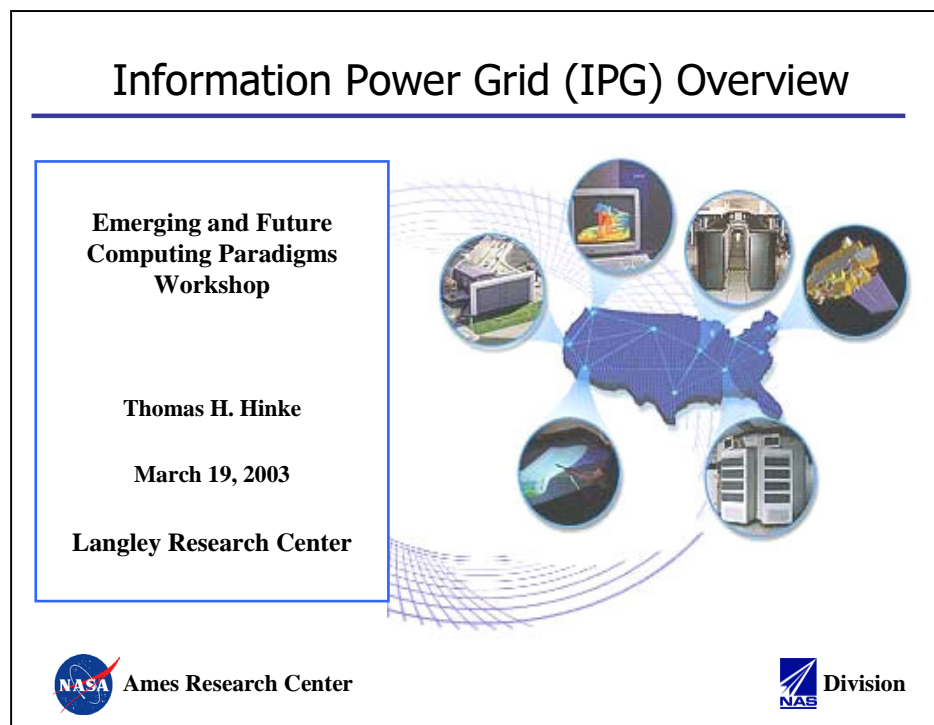 Information Power Grid (IPG) Overview
Emerging and Future
Computing Paradigms
Workshop
Thomas H. Hinke
March 19, 2003
Langley Research Center
NASA
Ames Research Center
NAS
Division